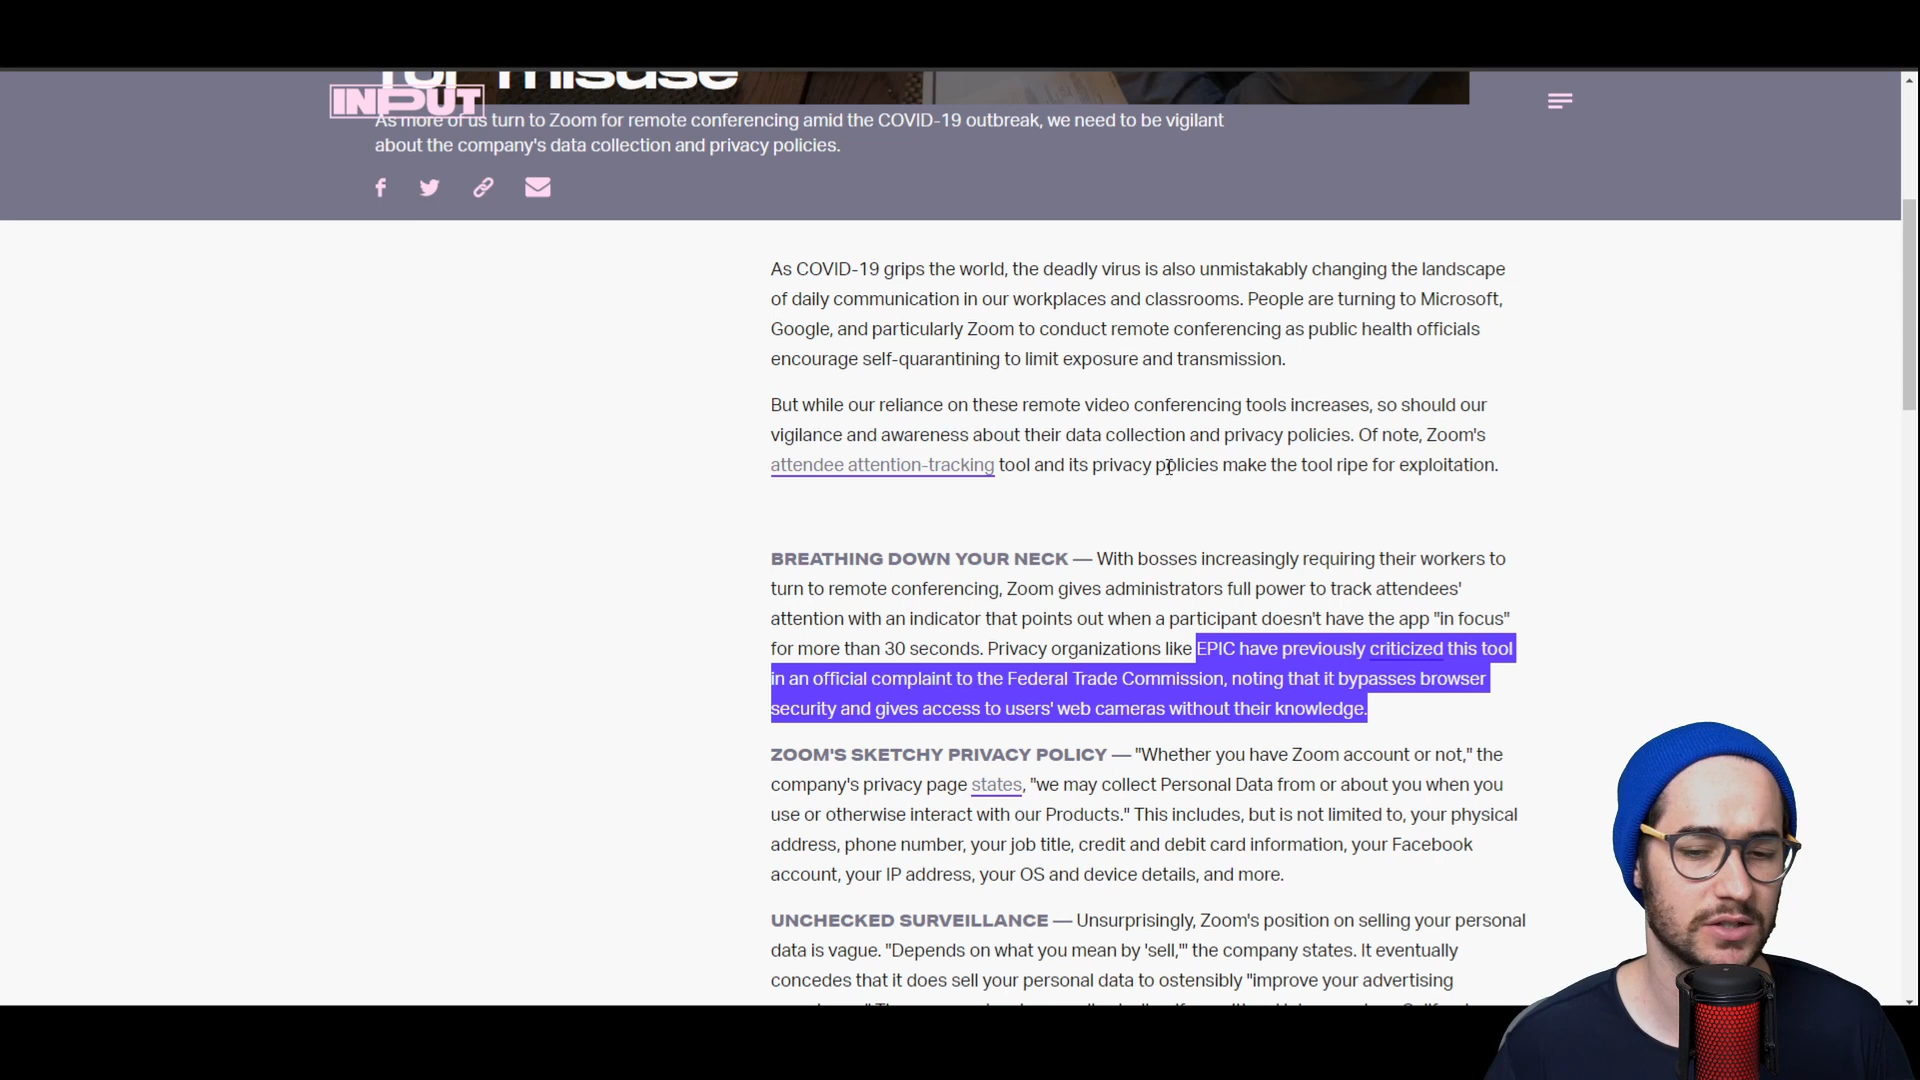 for misuse
INPUT
As more of us turn to Zoom for remote conferencing amid the COVID-19 outbreak, we need to be vigilant
about the company's data collection and privacy policies.
As COVID-19 grips the world, the deadly virus is also unmistakably changing the landscape
of daily communication in our workplaces and classrooms. People are turning to Microsoft,
Google, and particularly Zoom to conduct remote conferencing as public health officials
encourage self-quarantining to limit exposure and transmission.
But while our reliance on these remote video conferencing tools increases, so should our
vigilance and awareness about their data collection and privacy policies. Of note, Zoom's
attendee attention-tracking tool and its privacy policies make the tool ripe for exploitation.
BREATHING DOWN YOUR NECK — With bosses increasingly requiring their workers to
turn to remote conferencing, Zoom gives administrators full power to track attendees'
attention with an indicator that points out when a participant doesn't have the app "in focus"
for more than 30 seconds. Privacy organizations like EPIC have previously criticized this tool
in an official complaint to the Federal Trade Commission, noting that it bypasses browser
security and gives access to users' web cameras without their knowledge.
ZOOM'S SKETCHY PRIVACY POLICY — "Whether you have Zoom account or not," the
company's privacy page states, "we may collect Personal Data from or about you when you
use or otherwise interact with our Products." This includes, but is not limited to, your physical
address, phone number, your job title, credit and debit card information, your Facebook
account, your IP address, your OS and device details, and more.
UNCHECKED SURVEILLANCE — Unsurprisingly, Zoom's position on selling your personal
data is vague. "Depends on what you mean by 'sell,'" the company states. It eventually
concedes that it does sell your personal data to ostensibly "improve your advertising